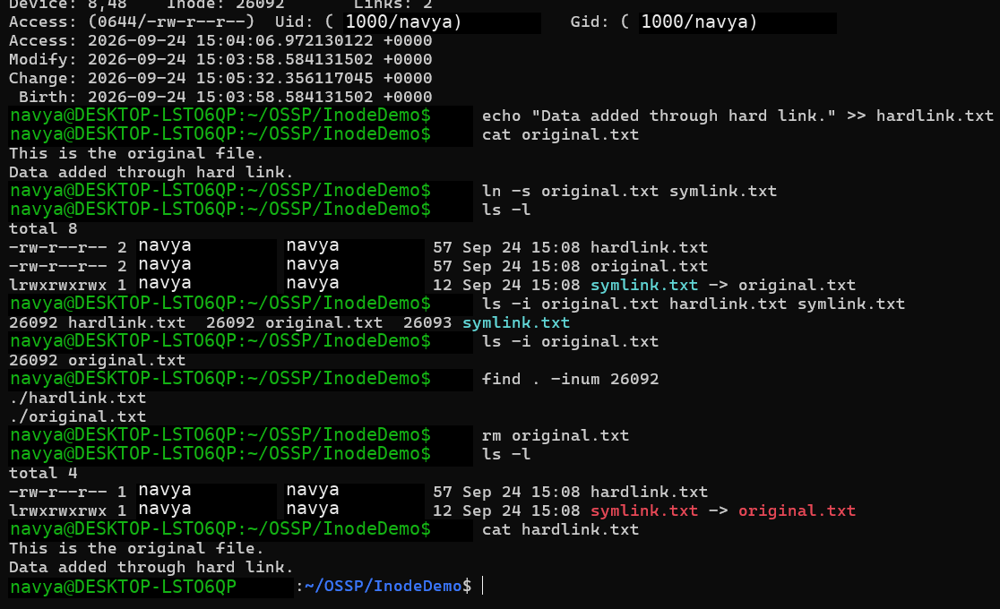 Device: 8,48    Inode: 26092       Links: 2
Access: (0644/-rw-r--r--)  Uid: ( 1000/navya)   Gid: ( 1000/navya)
Access: 2026-09-24 15:04:06.972130122 +0000
Modify: 2026-09-24 15:03:58.584131502 +0000
Change: 2026-09-24 15:05:32.356117045 +0000
 Birth: 2026-09-24 15:03:58.584131502 +0000
navya@DESKTOP-LSTO6QP:~/OSSP/InodeDemo$ echo "Data added through hard link." >> hardlink.txt
navya@DESKTOP-LSTO6QP:~/OSSP/InodeDemo$ cat original.txt
This is the original file.
Data added through hard link.
navya@DESKTOP-LSTO6QP:~/OSSP/InodeDemo$ ln -s original.txt symlink.txt
navya@DESKTOP-LSTO6QP:~/OSSP/InodeDemo$ ls -l
total 8
-rw-r--r-- 2 navya navya 57 Sep 24 15:08 hardlink.txt
-rw-r--r-- 2 navya navya 57 Sep 24 15:08 original.txt
lrwxrwxrwx 1 navya navya 12 Sep 24 15:08 symlink.txt -> original.txt
navya@DESKTOP-LSTO6QP:~/OSSP/InodeDemo$ ls -i original.txt hardlink.txt symlink.txt
26092 hardlink.txt  26092 original.txt  26093 symlink.txt
navya@DESKTOP-LSTO6QP:~/OSSP/InodeDemo$ ls -i original.txt
26092 original.txt
navya@DESKTOP-LSTO6QP:~/OSSP/InodeDemo$ find . -inum 26092
./hardlink.txt
./original.txt
navya@DESKTOP-LSTO6QP:~/OSSP/InodeDemo$ rm original.txt
navya@DESKTOP-LSTO6QP:~/OSSP/InodeDemo$ ls -l
total 4
-rw-r--r-- 1 navya navya 57 Sep 24 15:08 hardlink.txt
lrwxrwxrwx 1 navya navya 12 Sep 24 15:08 symlink.txt -> original.txt
navya@DESKTOP-LSTO6QP:~/OSSP/InodeDemo$ cat hardlink.txt
This is the original file.
Data added through hard link.
navya@DESKTOP-LSTO6QP :~/OSSP/InodeDemo$